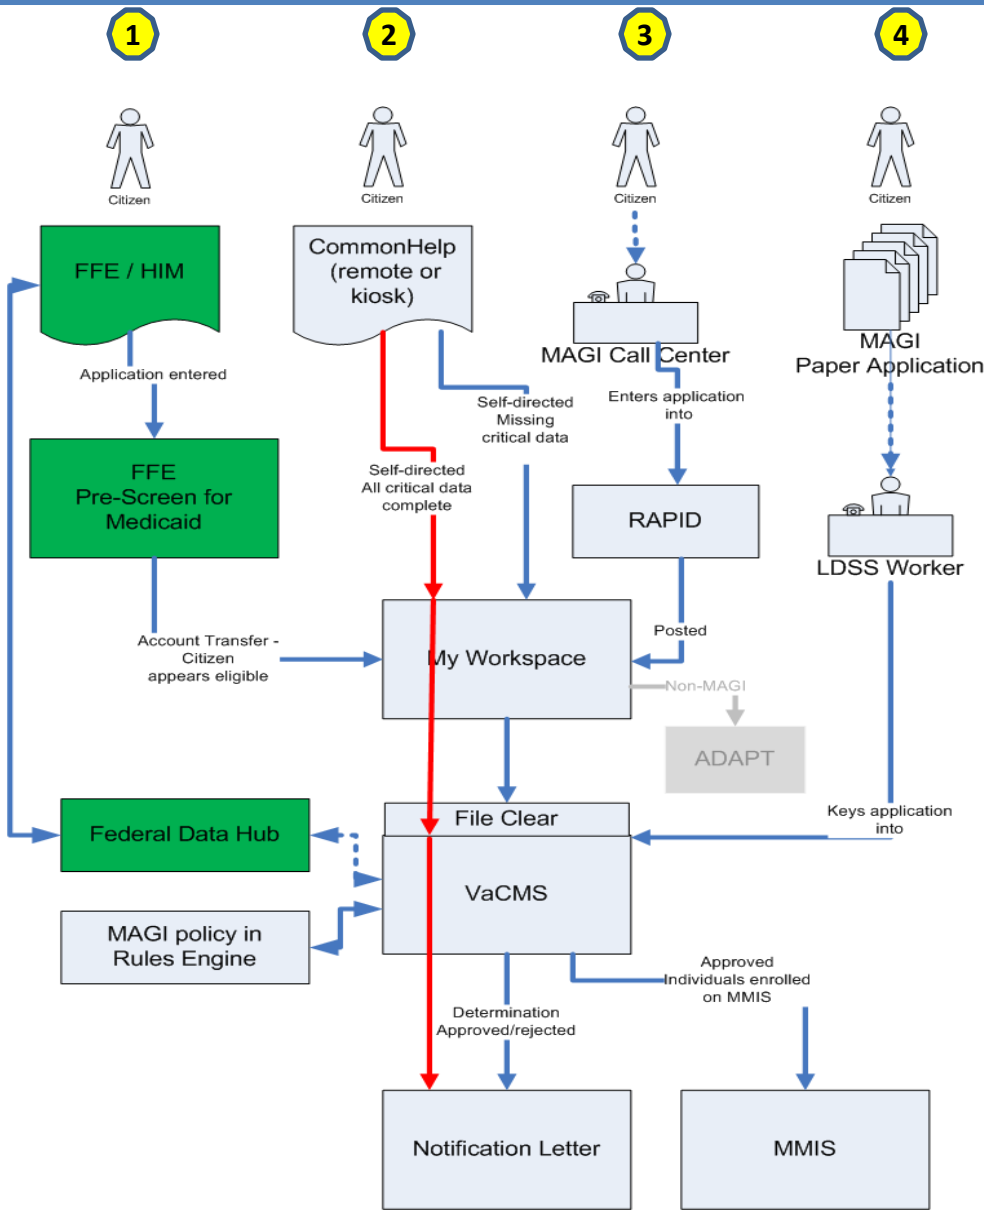 1
2
3
4
Citizen
Citizen
Citizen
Citizen
FFE / HIM
CommonHelp
(remote or
kiosk)
MAGI Call Center
MAGI
Paper Application
Application entered
Self-directed
Missing
critical data
Enters application
into
FFE
Pre-Screen for
Medicaid
Self-directed
All critical data
complete
RAPID
LDSS Worker
Account Transfer -
Citizen
appears eligible
My Workspace
Posted
Non-MAGI
ADAPT
Federal Data Hub
File Clear
Keys application
into
VaCMS
MAGI policy in
Rules Engine
Determination
Approved/rejected
Approved
Individuals enrolled
on MMIS
Notification Letter
MMIS